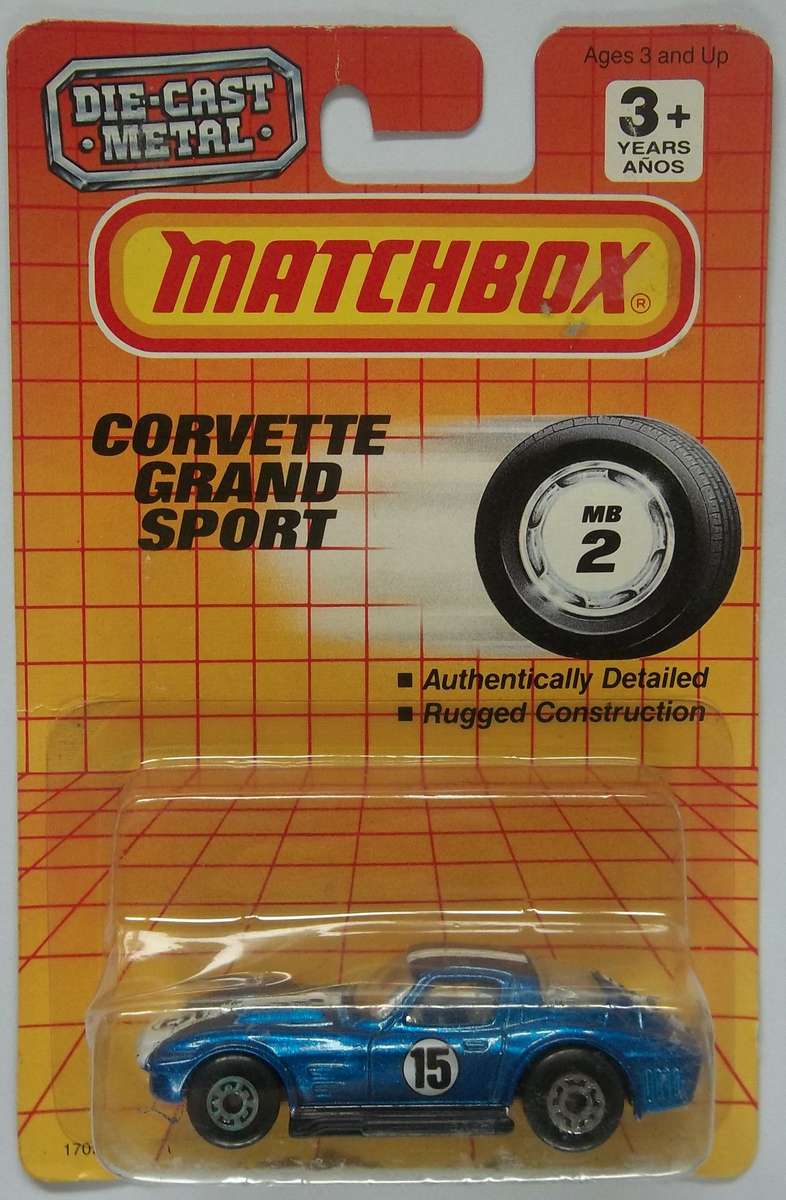 DIE-CAST
• METAL •
Ages 3 and Up
3+
YEARS
AÑOS
MATCHBOX®
CORVETTE
GRAND
SPORT
MB
2
■ Authentically Detailed
■ Rugged Construction
15